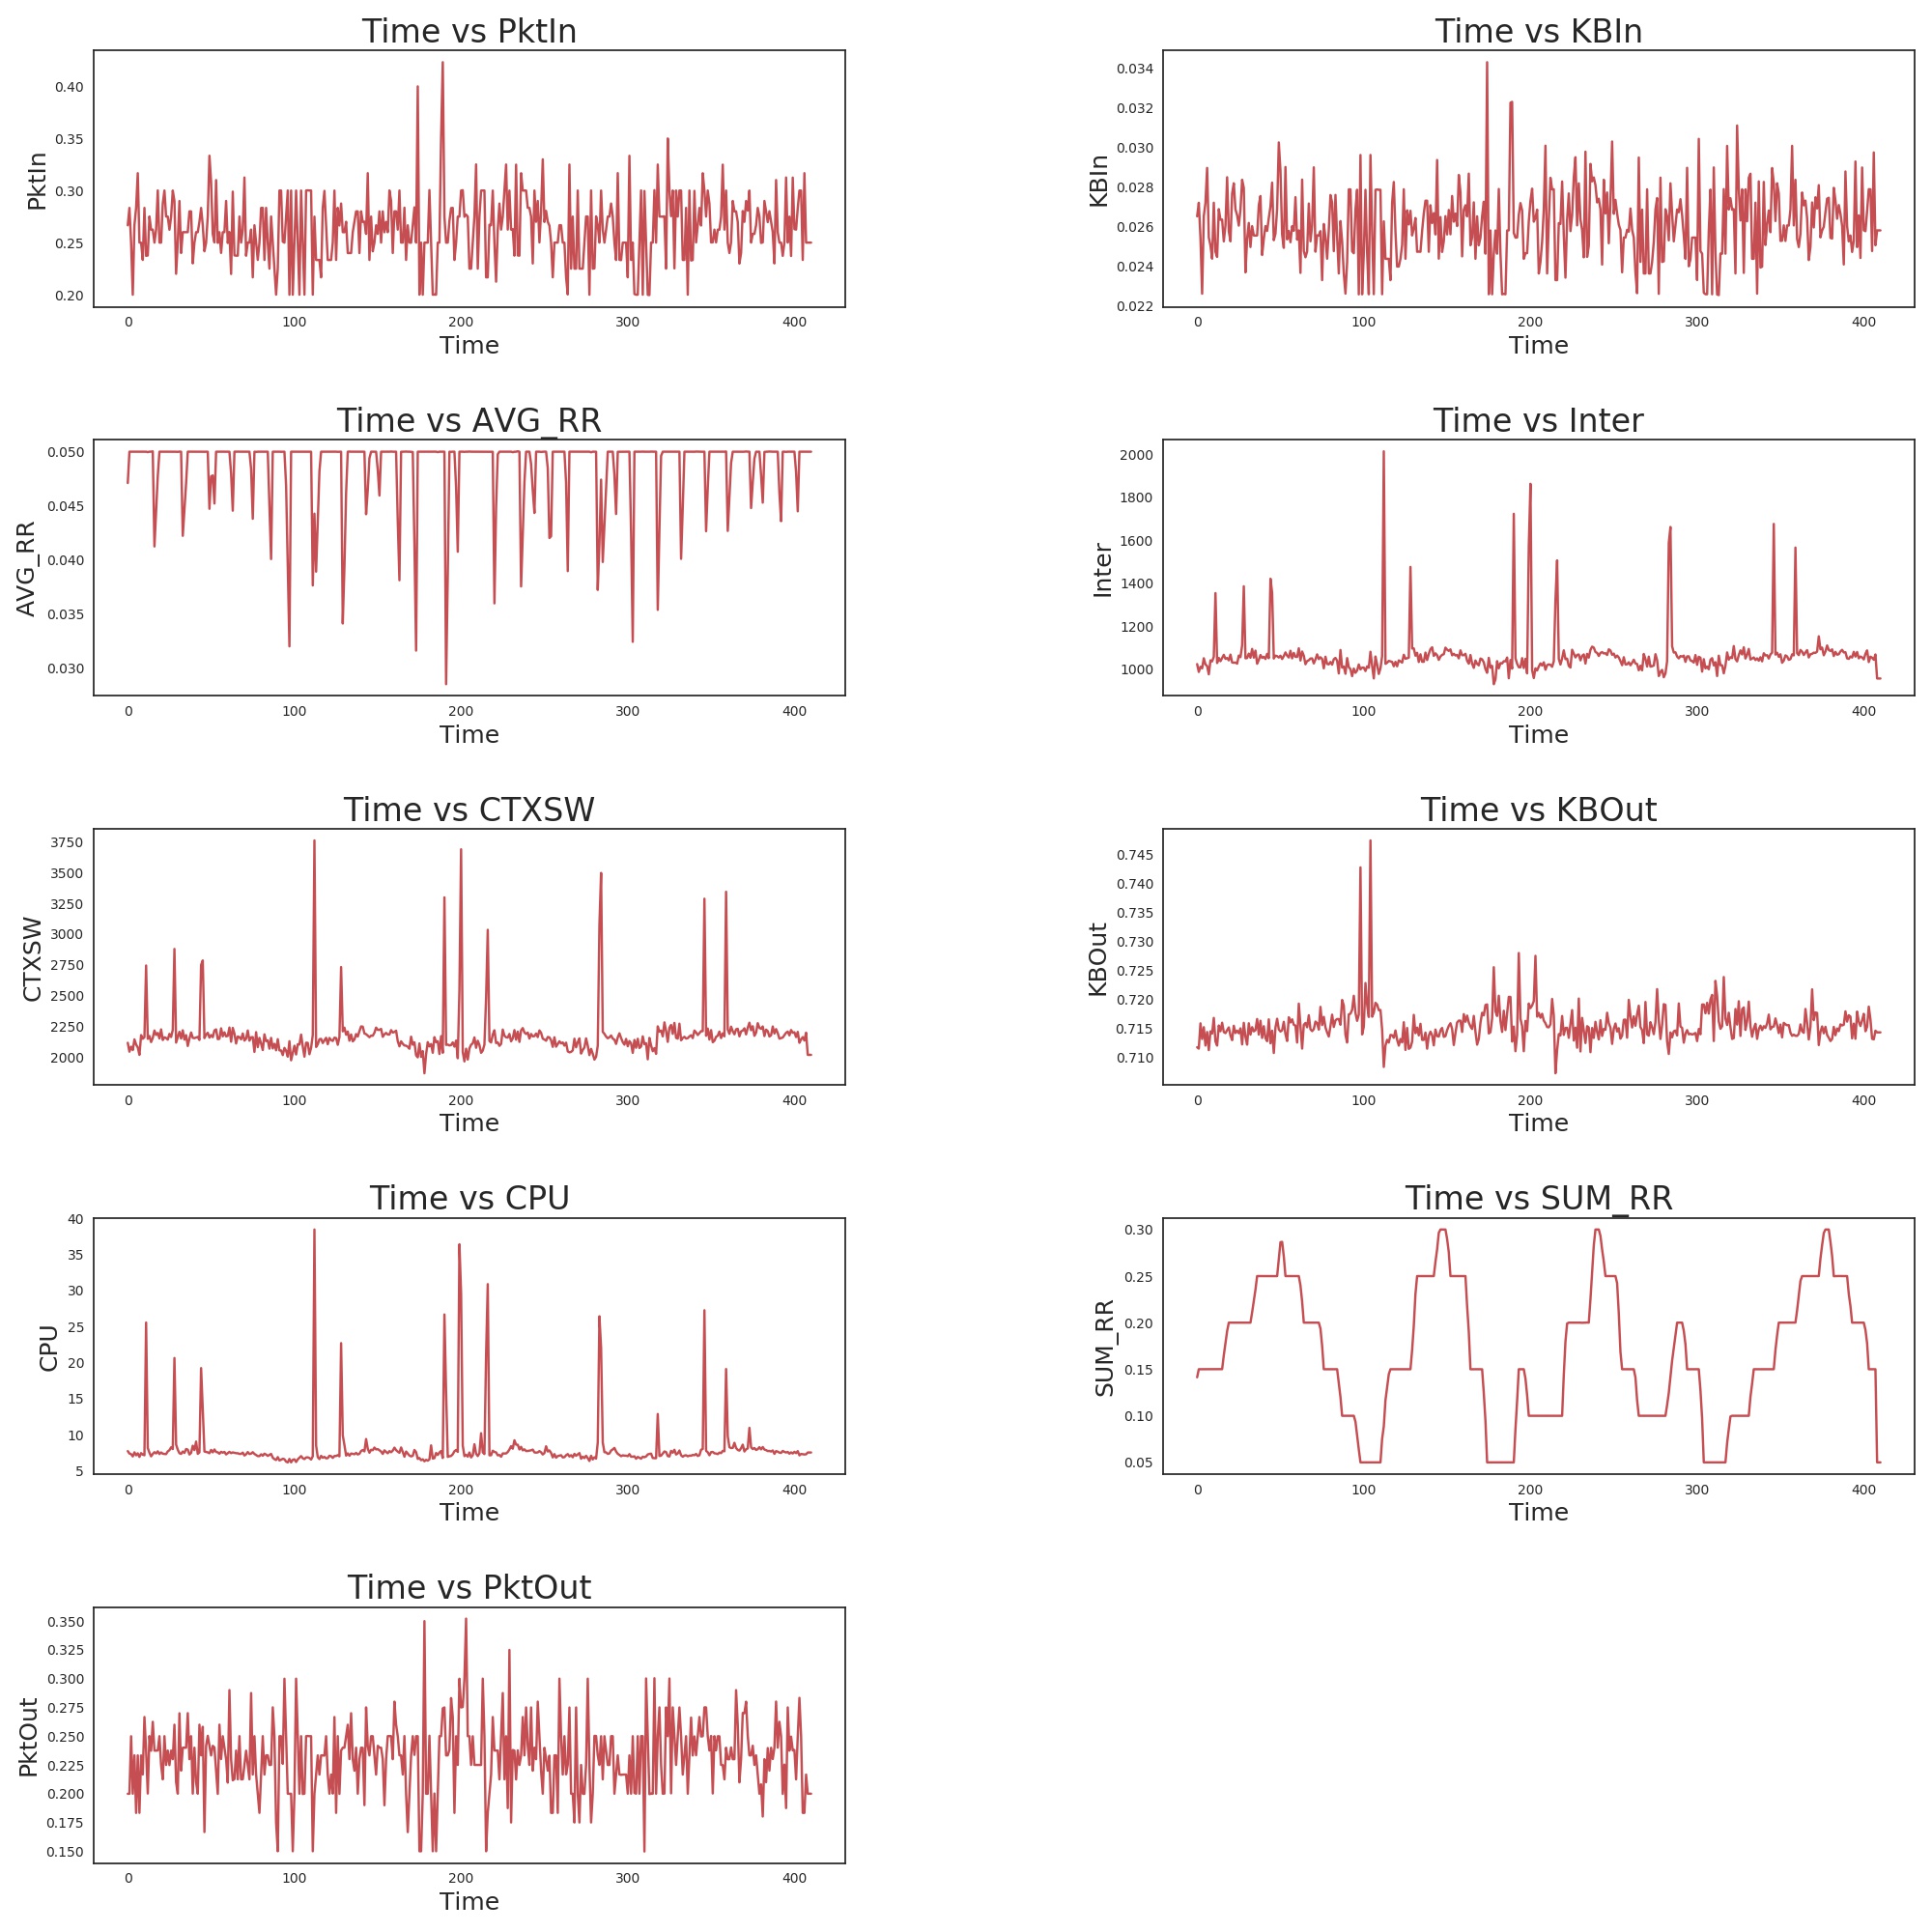 Time vs PktIn
PktIn
0.40
0.35
0.30
0.25
0.20
0 100 200 300 400
Time
Time vs KBIn
KBIn
0.034
0.032
0.030
0.028
0.026
0.024
0.022
0 100 200 300 400
Time
Time vs AVG_RR
AVG_RR
0.050
0.045
0.040
0.035
0.030
0 100 200 300 400
Time
Time vs Inter
Inter
2000
1800
1600
1400
1200
1000
0 100 200 300 400
Time
Time vs CTXSW
CTXSW
3750
3500
3250
3000
2750
2500
2250
2000
0 100 200 300 400
Time
Time vs KBOut
KBOut
0.745
0.740
0.735
0.730
0.725
0.720
0.715
0.710
0 100 200 300 400
Time
Time vs CPU
CPU
40
35
30
25
20
15
10
5
0 100 200 300 400
Time
Time vs SUM_RR
SUM_RR
0.30
0.25
0.20
0.15
0.10
0.05
0 100 200 300 400
Time
Time vs PktOut
PktOut
0.350
0.325
0.300
0.275
0.250
0.225
0.200
0.175
0.150
0 100 200 300 400
Time